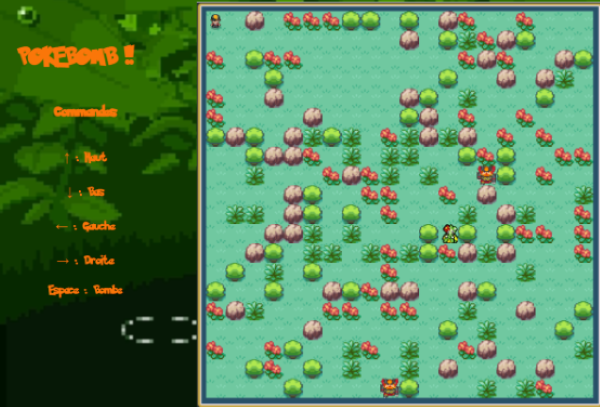 POKEBOMB !!
Commandes
↑ : Haut
↓ : Bas
← : Gauche
→ : Droite
Espace : Bombe